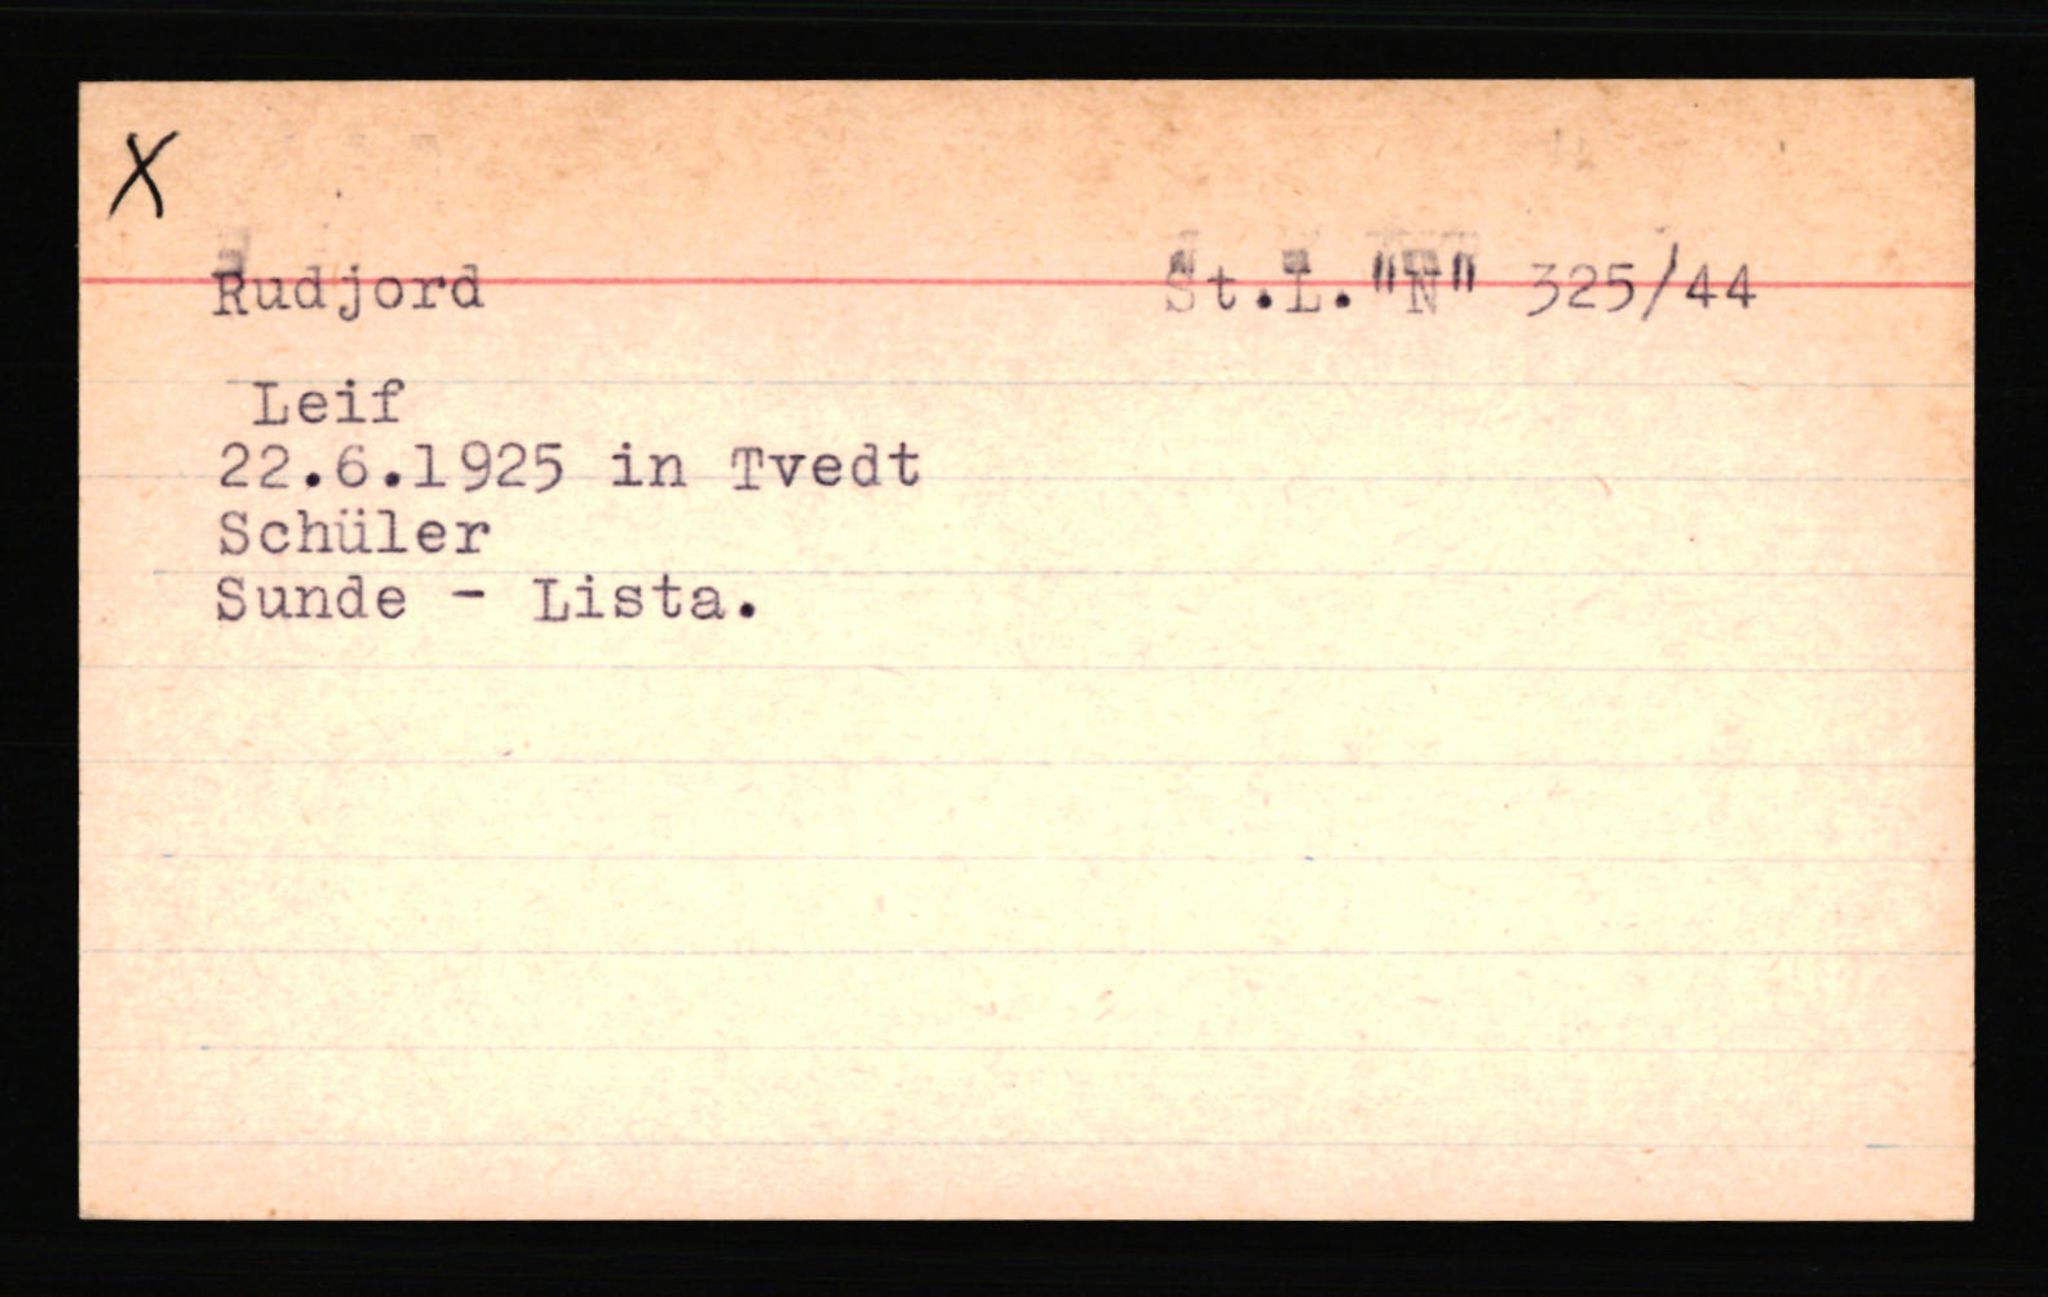 X
Rudjord St.L."N" 325/44
Leif
22.6.1925 in Tvedt
Schüler
Sunde - Lista.